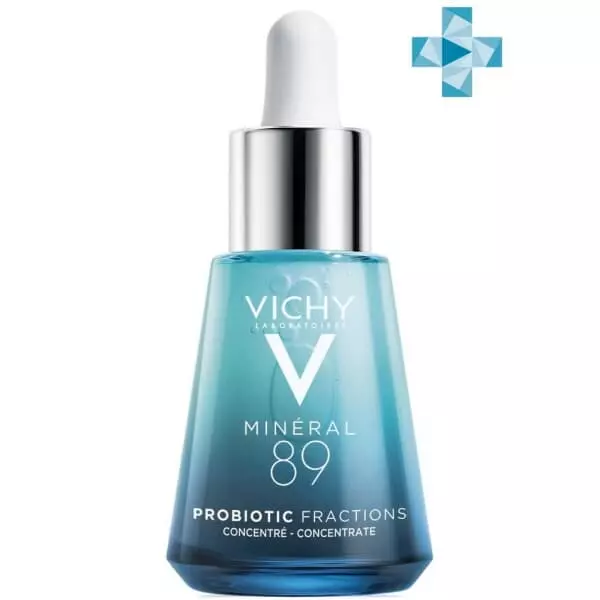 VICHY
LABORATOIRES
V
MINÉRAL
89
PROBIOTIC FRACTIONS
CONCENTRÉ - CONCENTRATE